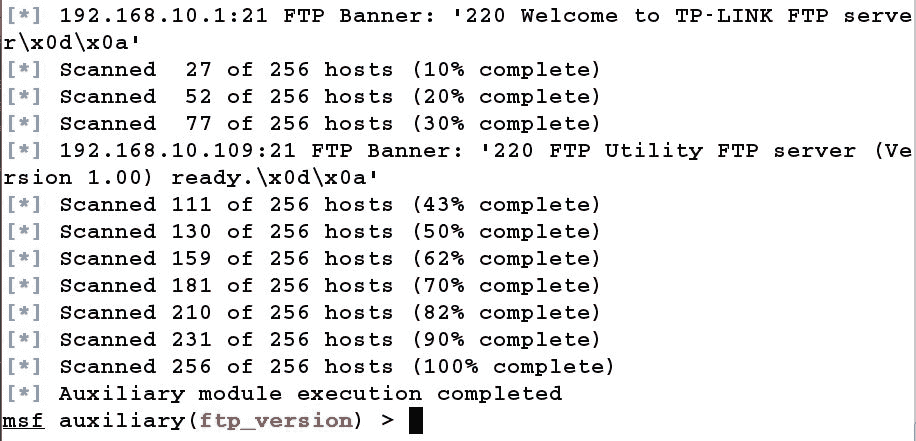 [*] 192.168.10.1:21 FTP Banner: '220 Welcome to TP-LINK FTP serve
r\x0d\x0a'
[*] Scanned  27 of 256 hosts (10% complete)
[*] Scanned  52 of 256 hosts (20% complete)
[*] Scanned  77 of 256 hosts (30% complete)
[*] 192.168.10.109:21 FTP Banner: '220 FTP Utility FTP server (Ve
rsion 1.00) ready.\x0d\x0a'
[*] Scanned 111 of 256 hosts (43% complete)
[*] Scanned 130 of 256 hosts (50% complete)
[*] Scanned 159 of 256 hosts (62% complete)
[*] Scanned 181 of 256 hosts (70% complete)
[*] Scanned 210 of 256 hosts (82% complete)
[*] Scanned 231 of 256 hosts (90% complete)
[*] Scanned 256 of 256 hosts (100% complete)
[*] Auxiliary module execution completed
msf auxiliary(ftp_version) >